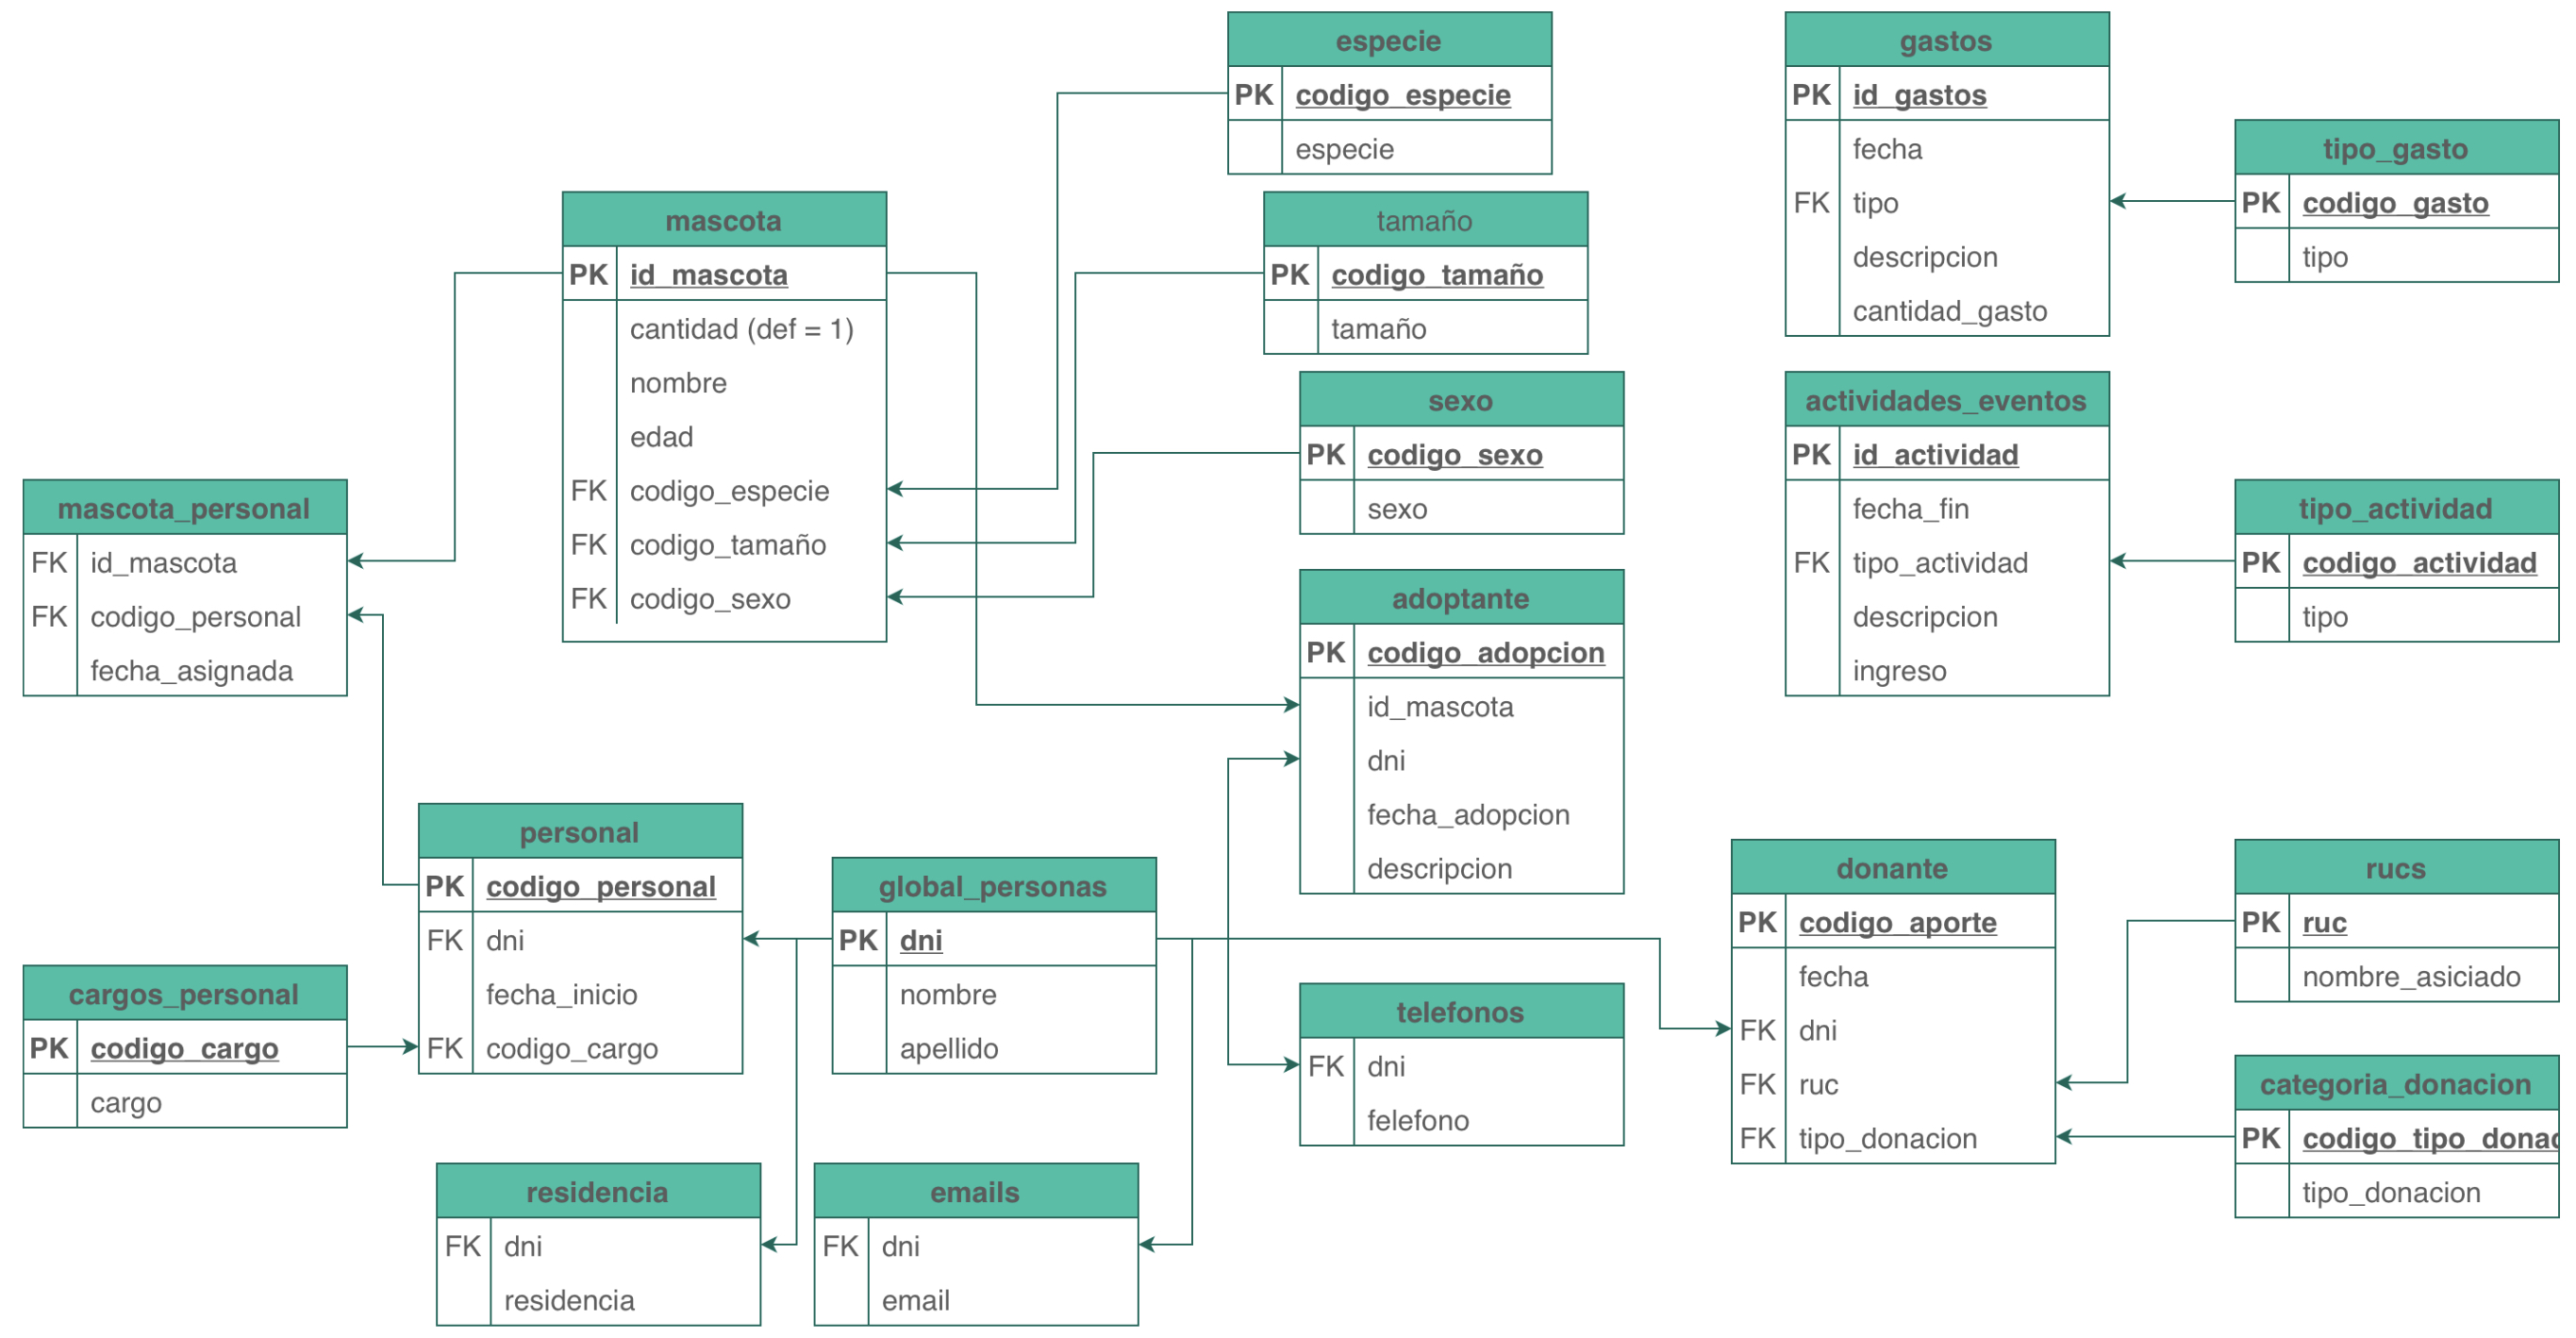 especie
PK codigo_especie
especie
gastos
PK id_gastos
fecha
FK tipo
descripcion
cantidad_gasto
tipo_gasto
PK codigo_gasto
tipo
mascota
PK id_mascota
cantidad (def = 1)
nombre
edad
FK codigo_especie
FK codigo_tamaño
FK codigo_sexo
tamaño
PK codigo_tamaño
tamaño
sexo
PK codigo_sexo
sexo
actividades_eventos
PK id_actividad
fecha_fin
FK tipo_actividad
descripcion
ingreso
tipo_actividad
PK codigo_actividad
tipo
mascota_personal
FK id_mascota
FK codigo_personal
fecha_asignada
adoptante
PK codigo_adopcion
id_mascota
dni
fecha_adopcion
descripcion
personal
PK codigo_personal
FK dni
fecha_inicio
FK codigo_cargo
global_personas
PK dni
nombre
apellido
donante
PK codigo_aporte
fecha
FK dni
FK ruc
FK tipo_donacion
rucs
PK ruc
nombre_asiciado
cargos_personal
PK codigo_cargo
cargo
telefonos
FK dni
felefono
categoria_donacion
PK codigo_tipo_donac
tipo_donacion
residencia
FK dni
residencia
emails
FK dni
email